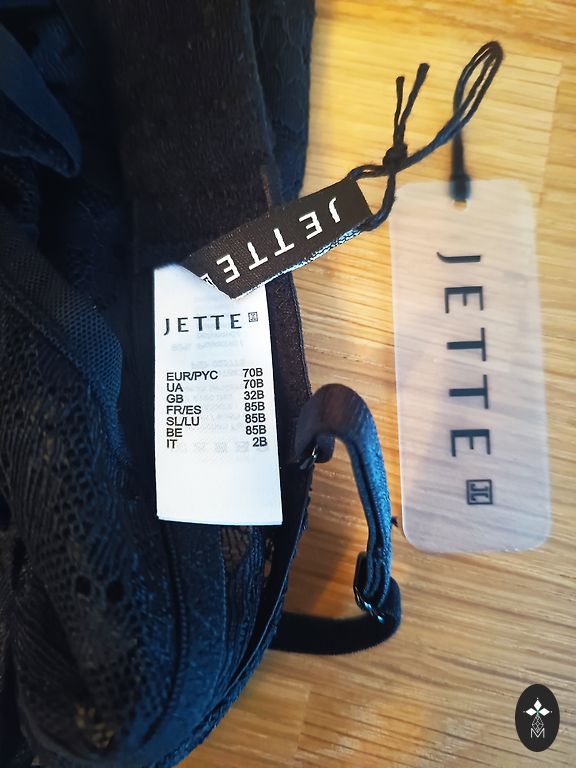 JETTE
JETTE
EUR/PYC 70B
UA 70B
GB 32B
FR/ES 85B
SL/LU 85B
BE 85B
IT 2B
JETTE
JC
M